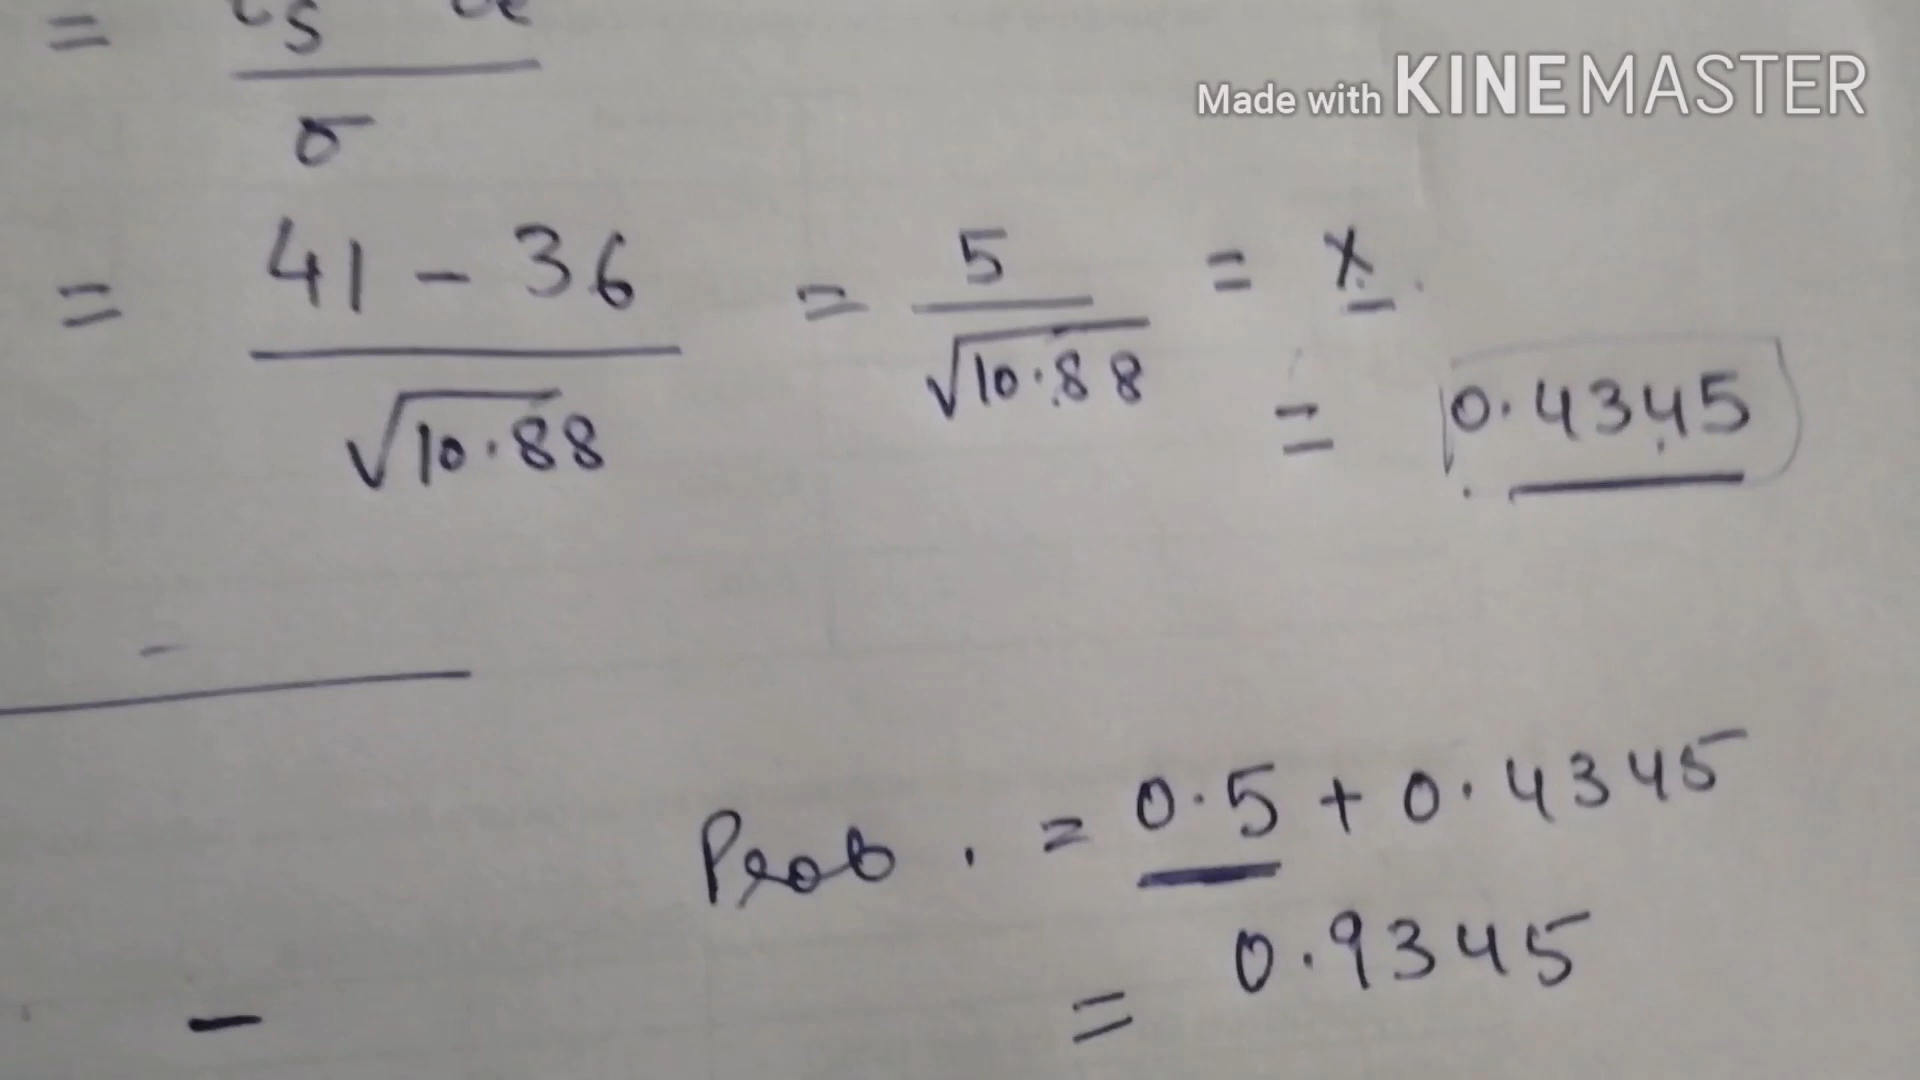 Made with KINEMASTER
=
σ
= 41 - 36 / √10.88 = 5 / √10.88 = x
= 0.4345
Prob. = 0.5 + 0.4345
= 0.9345